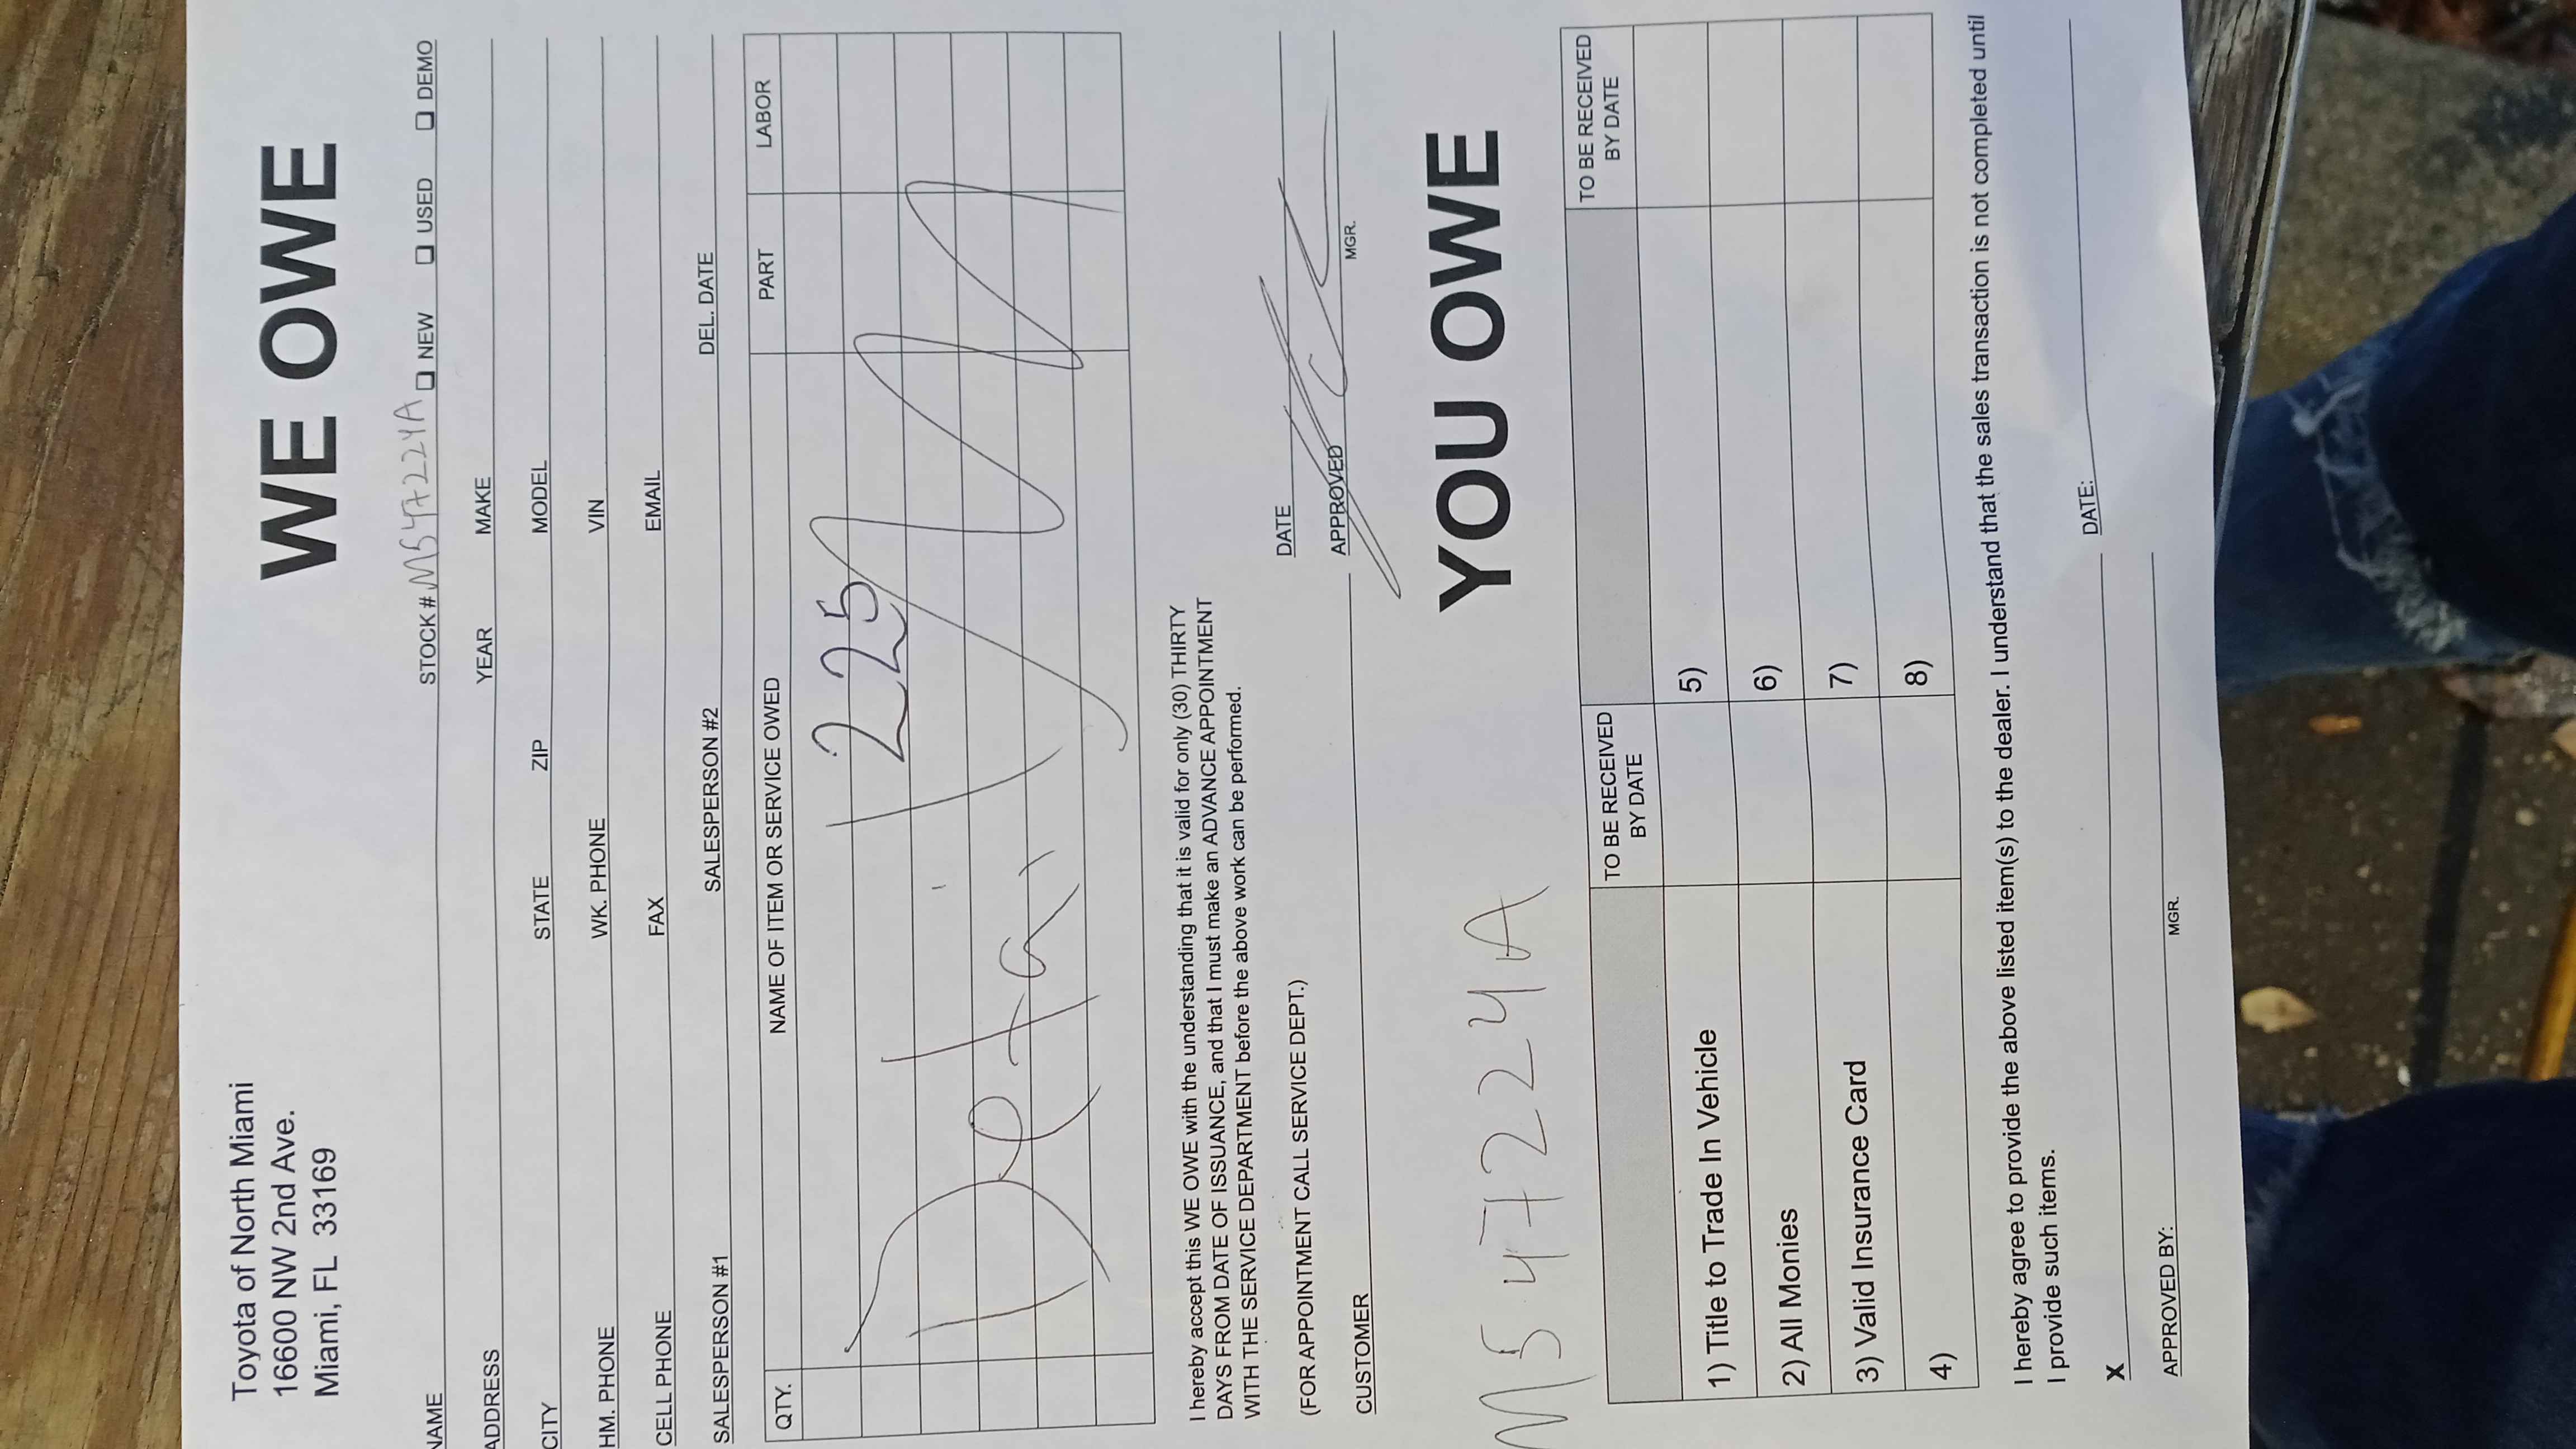 Toyota of North Miami
16600 NW 2nd Ave.
Miami, FL 33169
WE OWE
NAME STOCK # M547224A ❏ NEW ❏ USED ❏ DEMO
ADDRESS YEAR MAKE
CITY STATE ZIP MODEL
HM. PHONE WK. PHONE VIN
CELL PHONE FAX EMAIL
SALESPERSON #1 SALESPERSON #2 DEL. DATE
QTY. NAME OF ITEM OR SERVICE OWED PART LABOR
Detail 225
I hereby accept this WE OWE with the understanding that it is valid for only (30) THIRTY
DAYS FROM DATE OF ISSUANCE, and that I must make an ADVANCE APPOINTMENT
WITH THE SERVICE DEPARTMENT before the above work can be performed.
(FOR APPOINTMENT CALL SERVICE DEPT.) DATE
CUSTOMER APPROVED
MGR.
YOU OWE
M547224A
TO BE RECEIVED BY DATE TO BE RECEIVED BY DATE
1) Title to Trade In Vehicle 5)
2) All Monies 6)
3) Valid Insurance Card 7)
4) 8)
I hereby agree to provide the above listed item(s) to the dealer. I understand that the sales transaction is not completed until
I provide such items.
X DATE:
APPROVED BY:
MGR.